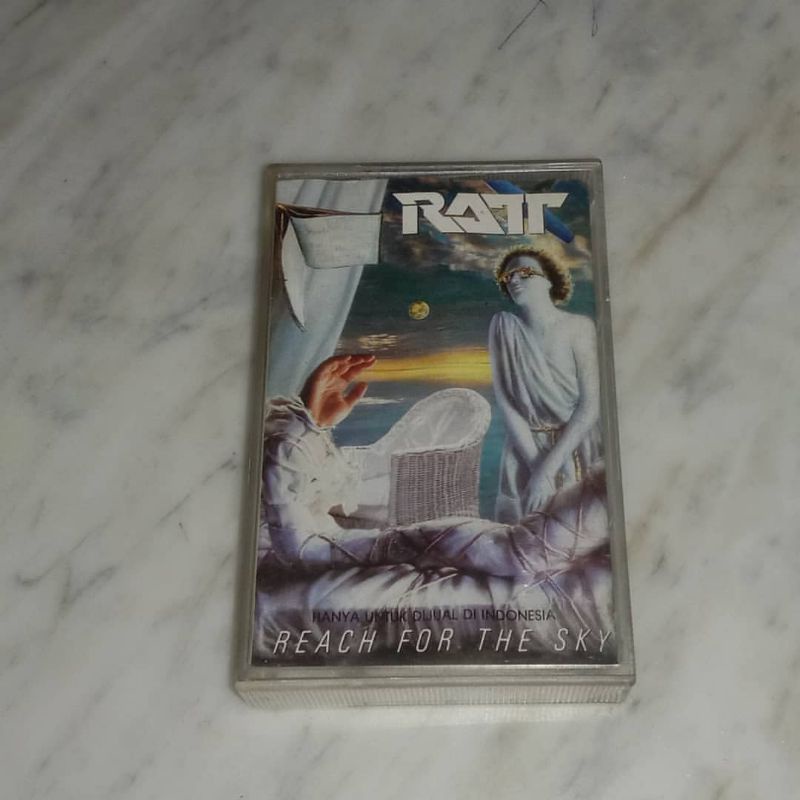 RATT
HANYA UNTUK DIJUAL DI INDONESIA
REACH FOR THE SKY